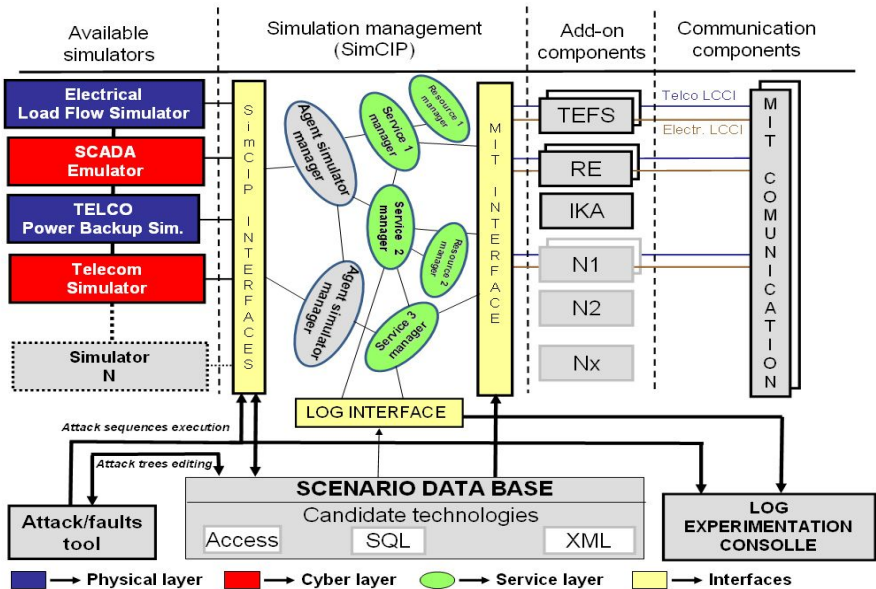 Available
simulators
Simulation management
(SimCIP)
Add-on
components
Communication
components
Electrical
Load Flow Simulator
SCADA
Emulator
TELCO
Power Backup Sim.
Telecom
Simulator
Simulator
N
SimCIP INTERFACES
Agent simulator
manager
Agent simulator
manager
Service 1
manager
Resource 1
manager
Service 2
manager
Resource 2
manager
Service 3
manager
MIT INTERFACE
TEFS
RE
IKA
N1
N2
Nx
Telco LCCI
Electr. LCCI
MIT COMUNICATION
LOG INTERFACE
Attack sequences execution
Attack trees editing
Attack/faults
tool
SCENARIO DATA BASE
Candidate technologies
Access
SQL
XML
LOG
EXPERIMENTATION
CONSOLLE
Physical layer
Cyber layer
Service layer
Interfaces